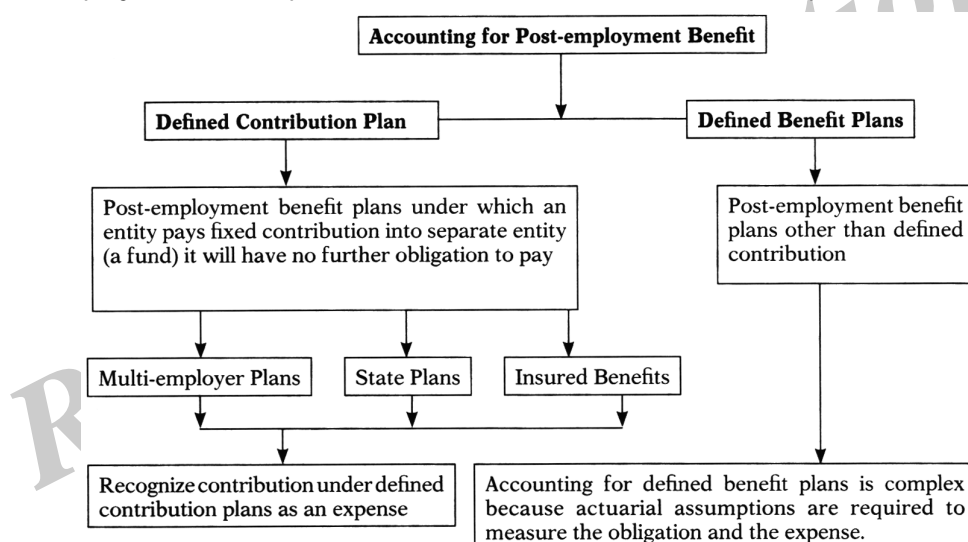 Accounting for Post-employment Benefit
Defined Contribution Plan
Defined Benefit Plans
Post-employment benefit plans under which an
entity pays fixed contribution into separate entity
(a fund) it will have no further obligation to pay
Post-employment benefit
plans other than defined
contribution
Multi-employer Plans
State Plans
Insured Benefits
Recognize contribution under defined
contribution plans as an expense
Accounting for defined benefit plans is complex
because actuarial assumptions are required to
measure the obligation and the expense.